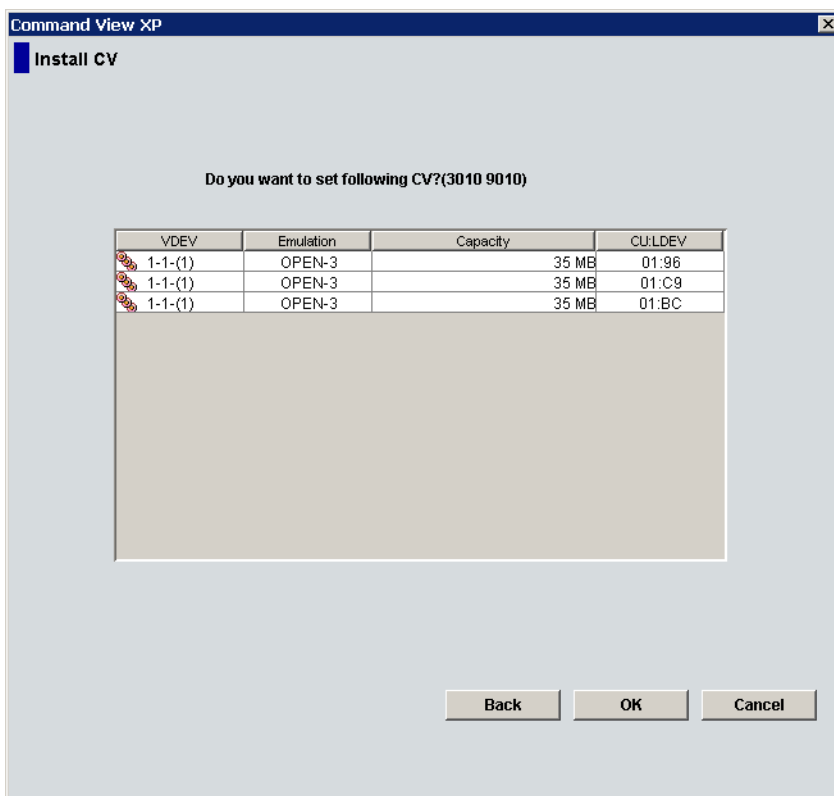 Command View XP
Install CV
Do you want to set following CV?(3010 9010)
VDEV Emulation Capacity CU:LDEV
1-1-(1) OPEN-3 35 MB 01:96
1-1-(1) OPEN-3 35 MB 01:C9
1-1-(1) OPEN-3 35 MB 01:BC
Back OK Cancel